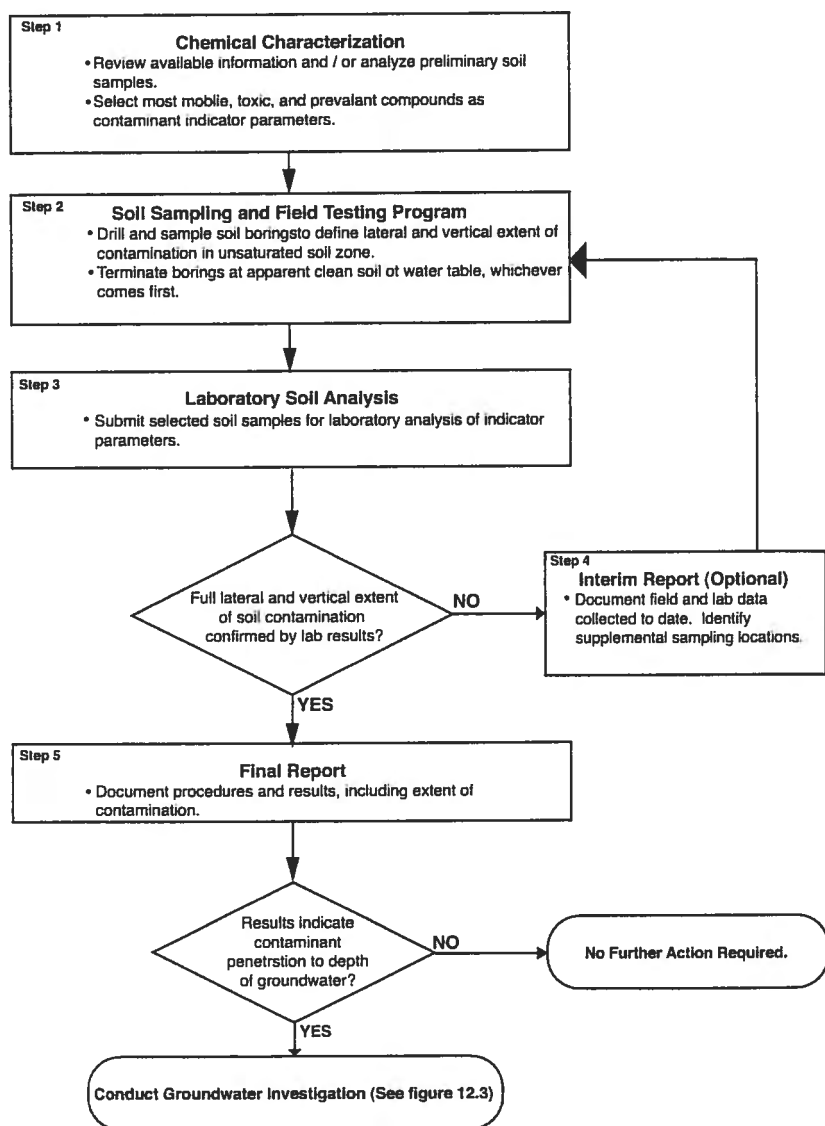 Step 1
Chemical Characterization
• Review available information and / or analyze preliminary soil
samples.
• Select most moblie, toxic, and prevalant compounds as
contaminant indicator parameters.
Step 2
Soil Sampling and Field Testing Program
• Drill and sample soil boringsto define lateral and vertical extent of
contamination in unsaturated soil zone.
• Terminate borings at apparent clean soil ot water table, whichever
comes first.
Step 3
Laboratory Soil Analysis
• Submit selected soil samples for laboratory analysis of indicator
parameters.
Full lateral and vertical extent
of soil contamination
confirmed by lab results?
NO
Step 4
Interim Report (Optional)
• Document field and lab data
collected to date. Identify
supplemental sampling locations.
YES
Step 5
Final Report
• Document procedures and results, including extent of
contamination.
Results indicate
contaminant
penetrstion to depth
of groundwater?
NO
No Further Action Required.
YES
Conduct Groundwater Investigation (See figure 12.3)